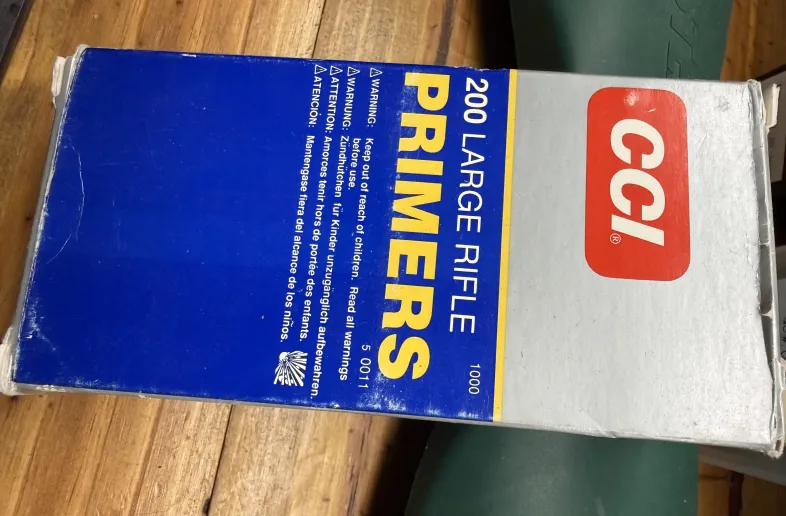 CCI®
200 LARGE RIFLE 1000
PRIMERS
⚠WARNING: Keep out of reach of children. Read all warnings
before use. 5 0011
⚠WARNUNG: Zündhütchen für Kinder unzugänglich aufbewahren.
⚠ATTENTION: Amorces tenir hors de portée des enfants.
⚠ATENCIÓN: Mantengase fiera del alcance de los niños.